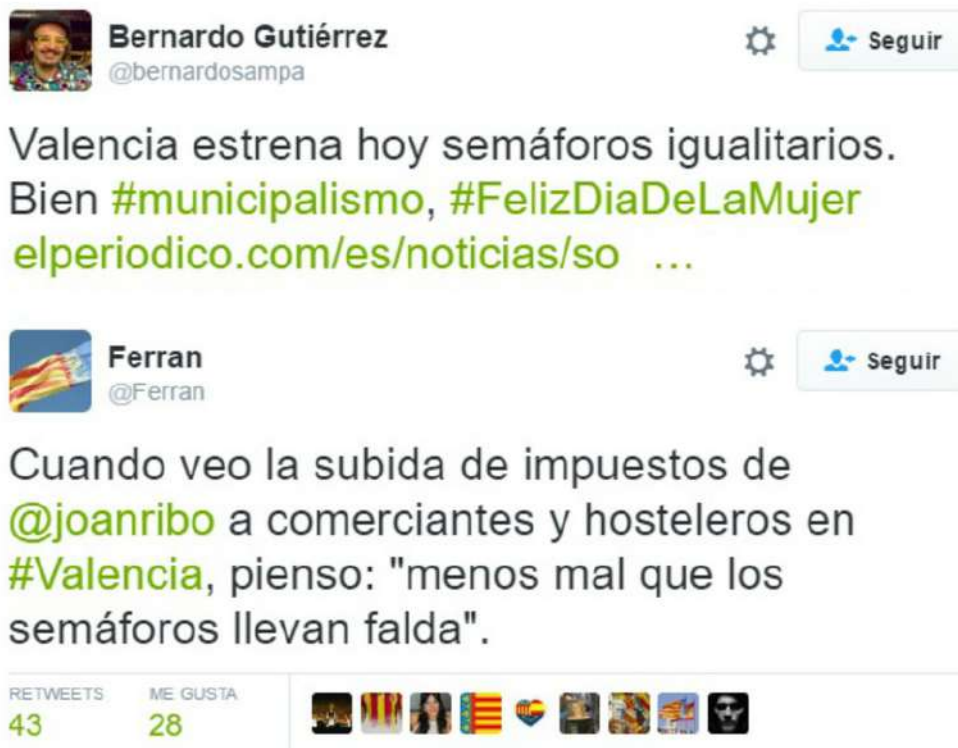 Bernardo Gutiérrez
@bernardosampa
Seguir
Valencia estrena hoy semáforos igualitarios.
Bien #municipalismo, #FelizDiaDeLaMujer
elperiodico.com/es/noticias/so …
Ferran
@Ferran
Seguir
Cuando veo la subida de impuestos de
@joanribo a comerciantes y hosteleros en
#Valencia, pienso: "menos mal que los
semáforos llevan falda".
RETWEETS ME GUSTA
43 28